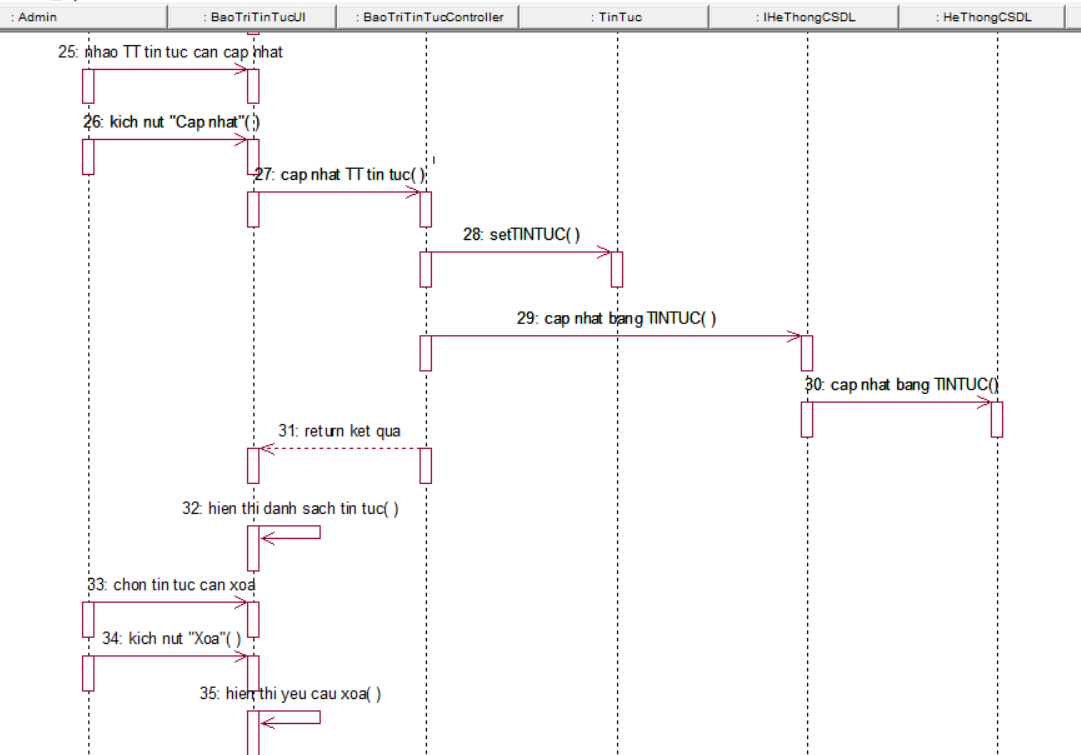 : Admin
: BaoTriTinTucUI
: BaoTriTinTucController
: TinTuc
: IHeThongCSDL
: HeThongCSDL
25: nhao TT tin tuc can cap nhat
26: kich nut "Cap nhat"( )
27: cap nhat TT tin tuc( )
28: setTINTUC( )
29: cap nhat bang TINTUC( )
30: cap nhat bang TINTUC()
31: return ket qua
32: hien thi danh sach tin tuc( )
33: chon tin tuc can xoa
34: kich nut "Xoa"( )
35: hien thi yeu cau xoa( )